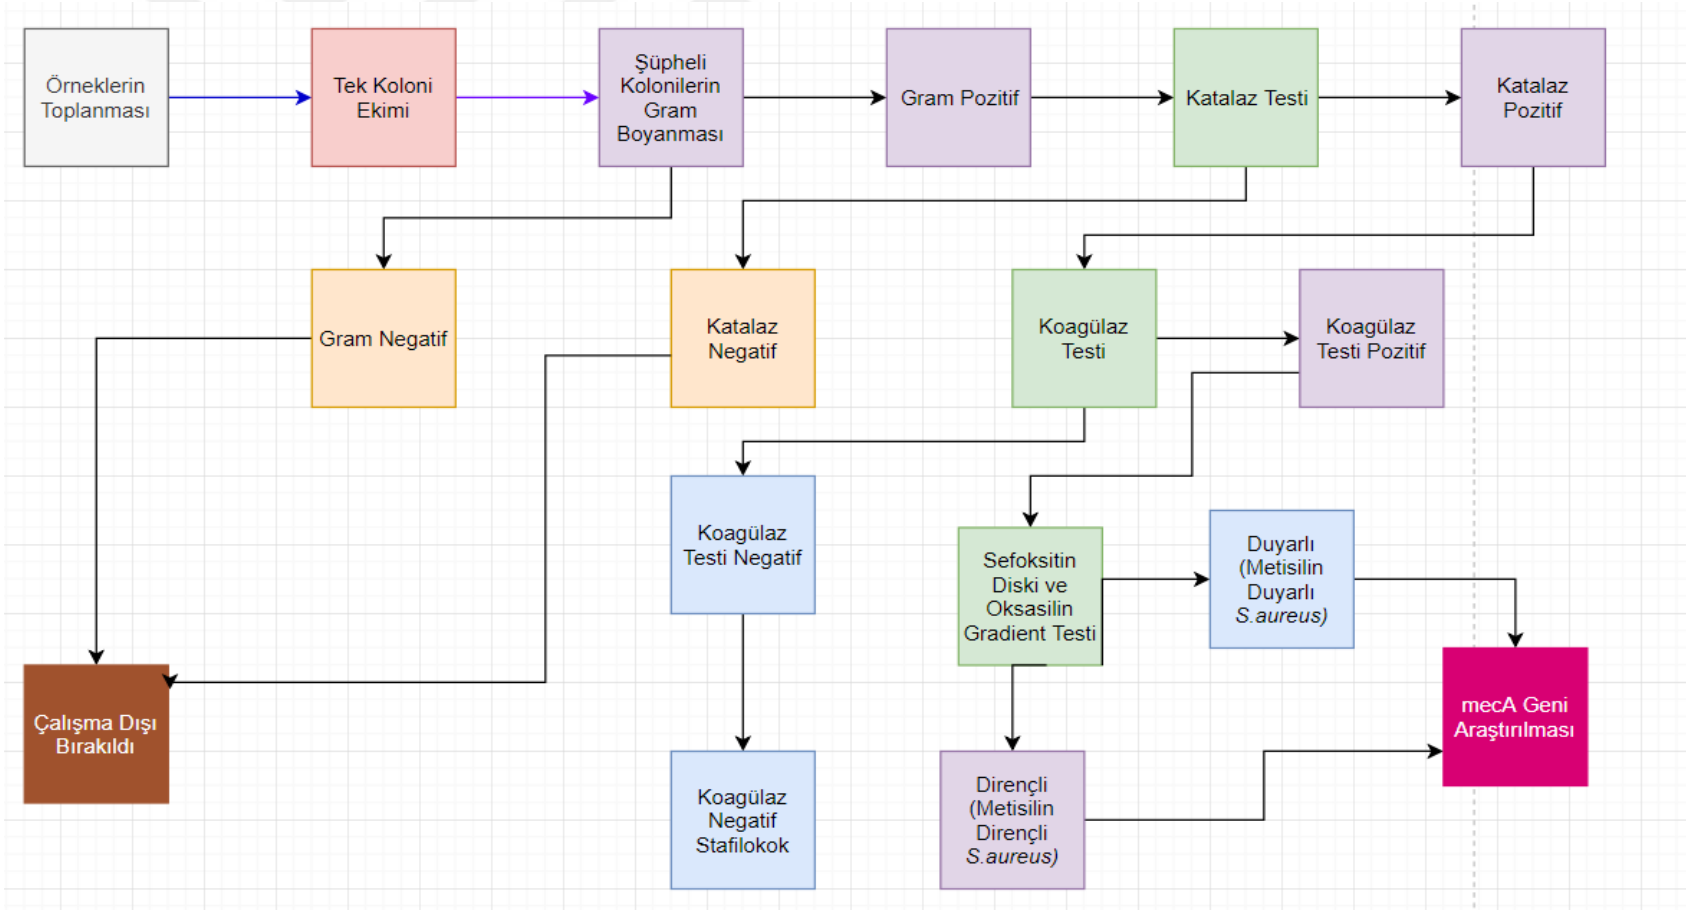 Örneklerin
Toplanması
Tek Koloni
Ekimi
Şüpheli
Kolonilerin
Gram
Boyanması
Gram Pozitif
Katalaz Testi
Katalaz
Pozitif
Gram Negatif
Katalaz
Negatif
Koagülaz
Testi
Koagülaz
Testi Pozitif
Koagülaz
Testi Negatif
Sefoksitin
Diski ve
Oksasilin
Gradient Testi
Duyarlı
(Metisilin
Duyarlı
S.aureus)
Çalışma Dışı
Bırakıldı
Koagülaz
Negatif
Stafilokok
Dirençli
(Metisilin
Dirençli
S.aureus)
mecA Geni
Araştırılması